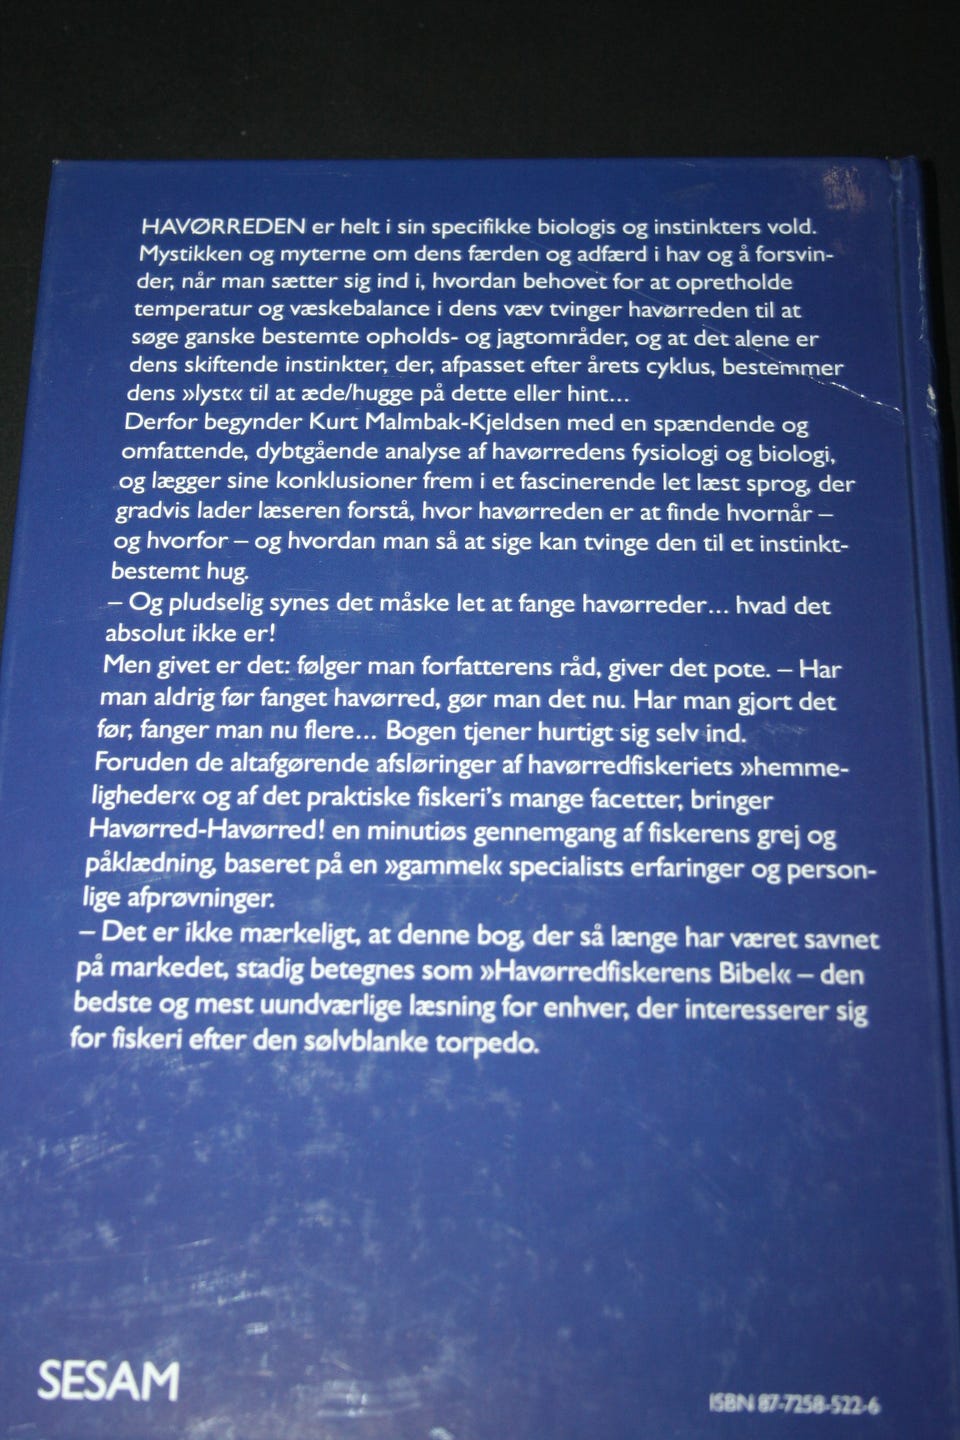 HAVØRREDEN er helt i sin specifikke biologis og instinkters vold.
Mystikken og myterne om dens færden og adfærd i hav og å forsvin-
der, når man sætter sig ind i, hvordan behovet for at opretholde
temperatur og væskebalance i dens væv tvinger havørreden til at
søge ganske bestemte opholds- og jagtområder, og at det alene er
dens skiftende instinkter, der, afpasset efter årets cyklus, bestemmer
dens »lyst« til at æde/hugge på dette eller hint...
Derfor begynder Kurt Malmbak-Kjeldsen med en spændende og
omfattende, dybtgående analyse af havørredens fysiologi og biologi,
og lægger sine konklusioner frem i et fascinerende let læst sprog, der
gradvis lader læseren forstå, hvor havørreden er at finde hvornår –
og hvorfor – og hvordan man så at sige kan tvinge den til et instinkt-
bestemt hug.
– Og pludselig synes det måske let at fange havørreder... hvad det
absolut ikke er!
Men givet er det: følger man forfatterens råd, giver det pote. – Har
man aldrig før fanget havørred, gør man det nu. Har man gjort det
før, fanger man nu flere... Bogen tjener hurtigt sig selv ind.
Foruden de altafgørende afsløringer af havørredfiskeriets »hemme-
ligheder« og af det praktiske fiskeri's mange facetter, bringer
Havørred-Havørred! en minutiøs gennemgang af fiskerens grej og
påklædning, baseret på en »gammel« specialists erfaringer og person-
lige afprøvninger.
– Det er ikke mærkeligt, at denne bog, der så længe har været savnet
på markedet, stadig betegnes som »Havørredfiskerens Bibel« – den
bedste og mest uundværlige læsning for enhver, der interesserer sig
for fiskeri efter den sølvblanke torpedo.
SESAM
ISBN 87-7258-522-6